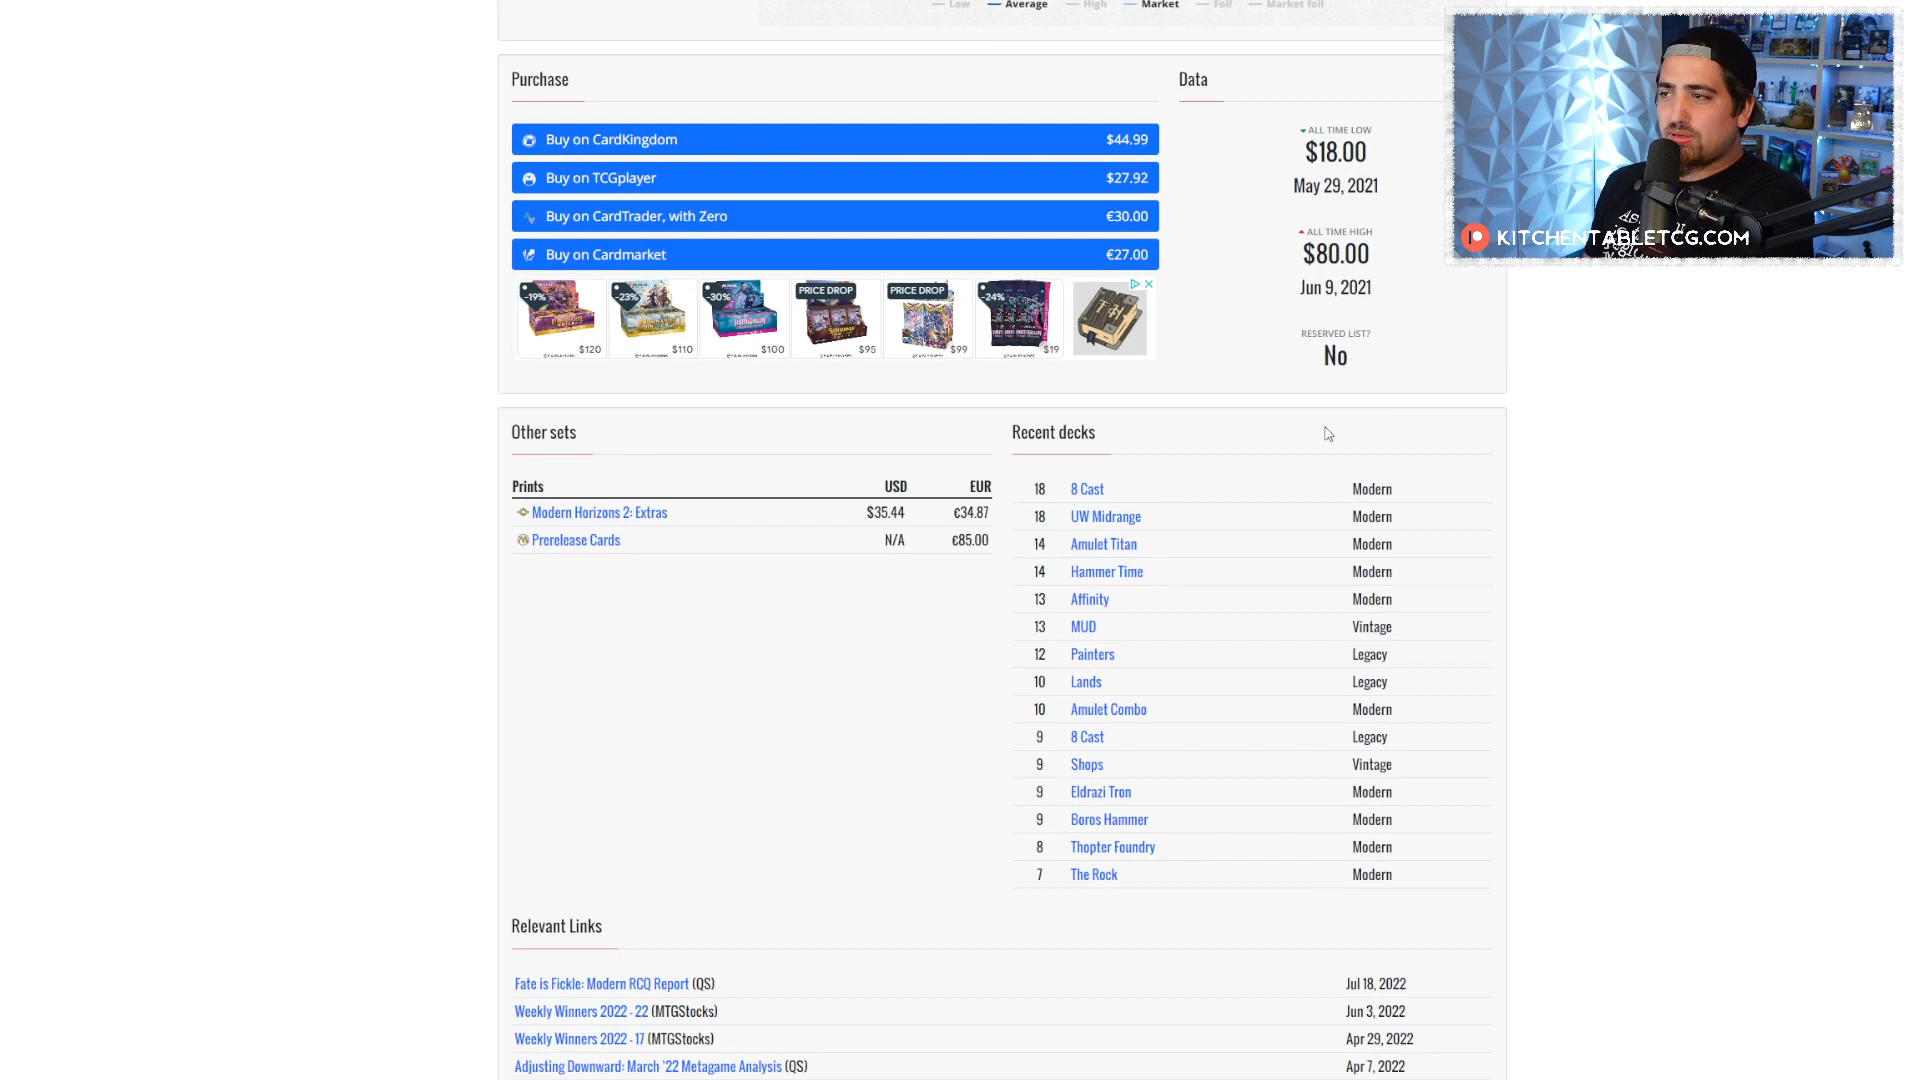 Low Average High Market Foil Market foil
Purchase
Data
Buy on CardKingdom $44.99
Buy on TCGplayer $27.92
Buy on CardTrader, with Zero €30.00
Buy on Cardmarket €27.00
ALL TIME LOW
$18.00
May 29, 2021
ALL TIME HIGH
$80.00
Jun 9, 2021
RESERVED LIST?
No
KITCHENTABLETCG.COM
-19% -23% -30% PRICE DROP PRICE DROP -24%
$120 $110 $100 $95 $99 $19
Other sets
Prints USD EUR
Modern Horizons 2: Extras $35.44 €34.87
Prerelease Cards N/A €85.00
Recent decks
18 8 Cast Modern
18 UW Midrange Modern
14 Amulet Titan Modern
14 Hammer Time Modern
13 Affinity Modern
13 MUD Vintage
12 Painters Legacy
10 Lands Legacy
10 Amulet Combo Modern
9 8 Cast Legacy
9 Shops Vintage
9 Eldrazi Tron Modern
9 Boros Hammer Modern
8 Thopter Foundry Modern
7 The Rock Modern
Relevant Links
Fate is Fickle: Modern RCQ Report (QS) Jul 18, 2022
Weekly Winners 2022 - 22 (MTGStocks) Jun 3, 2022
Weekly Winners 2022 - 17 (MTGStocks) Apr 29, 2022
Adjusting Downward: March '22 Metagame Analysis (QS) Apr 7, 2022